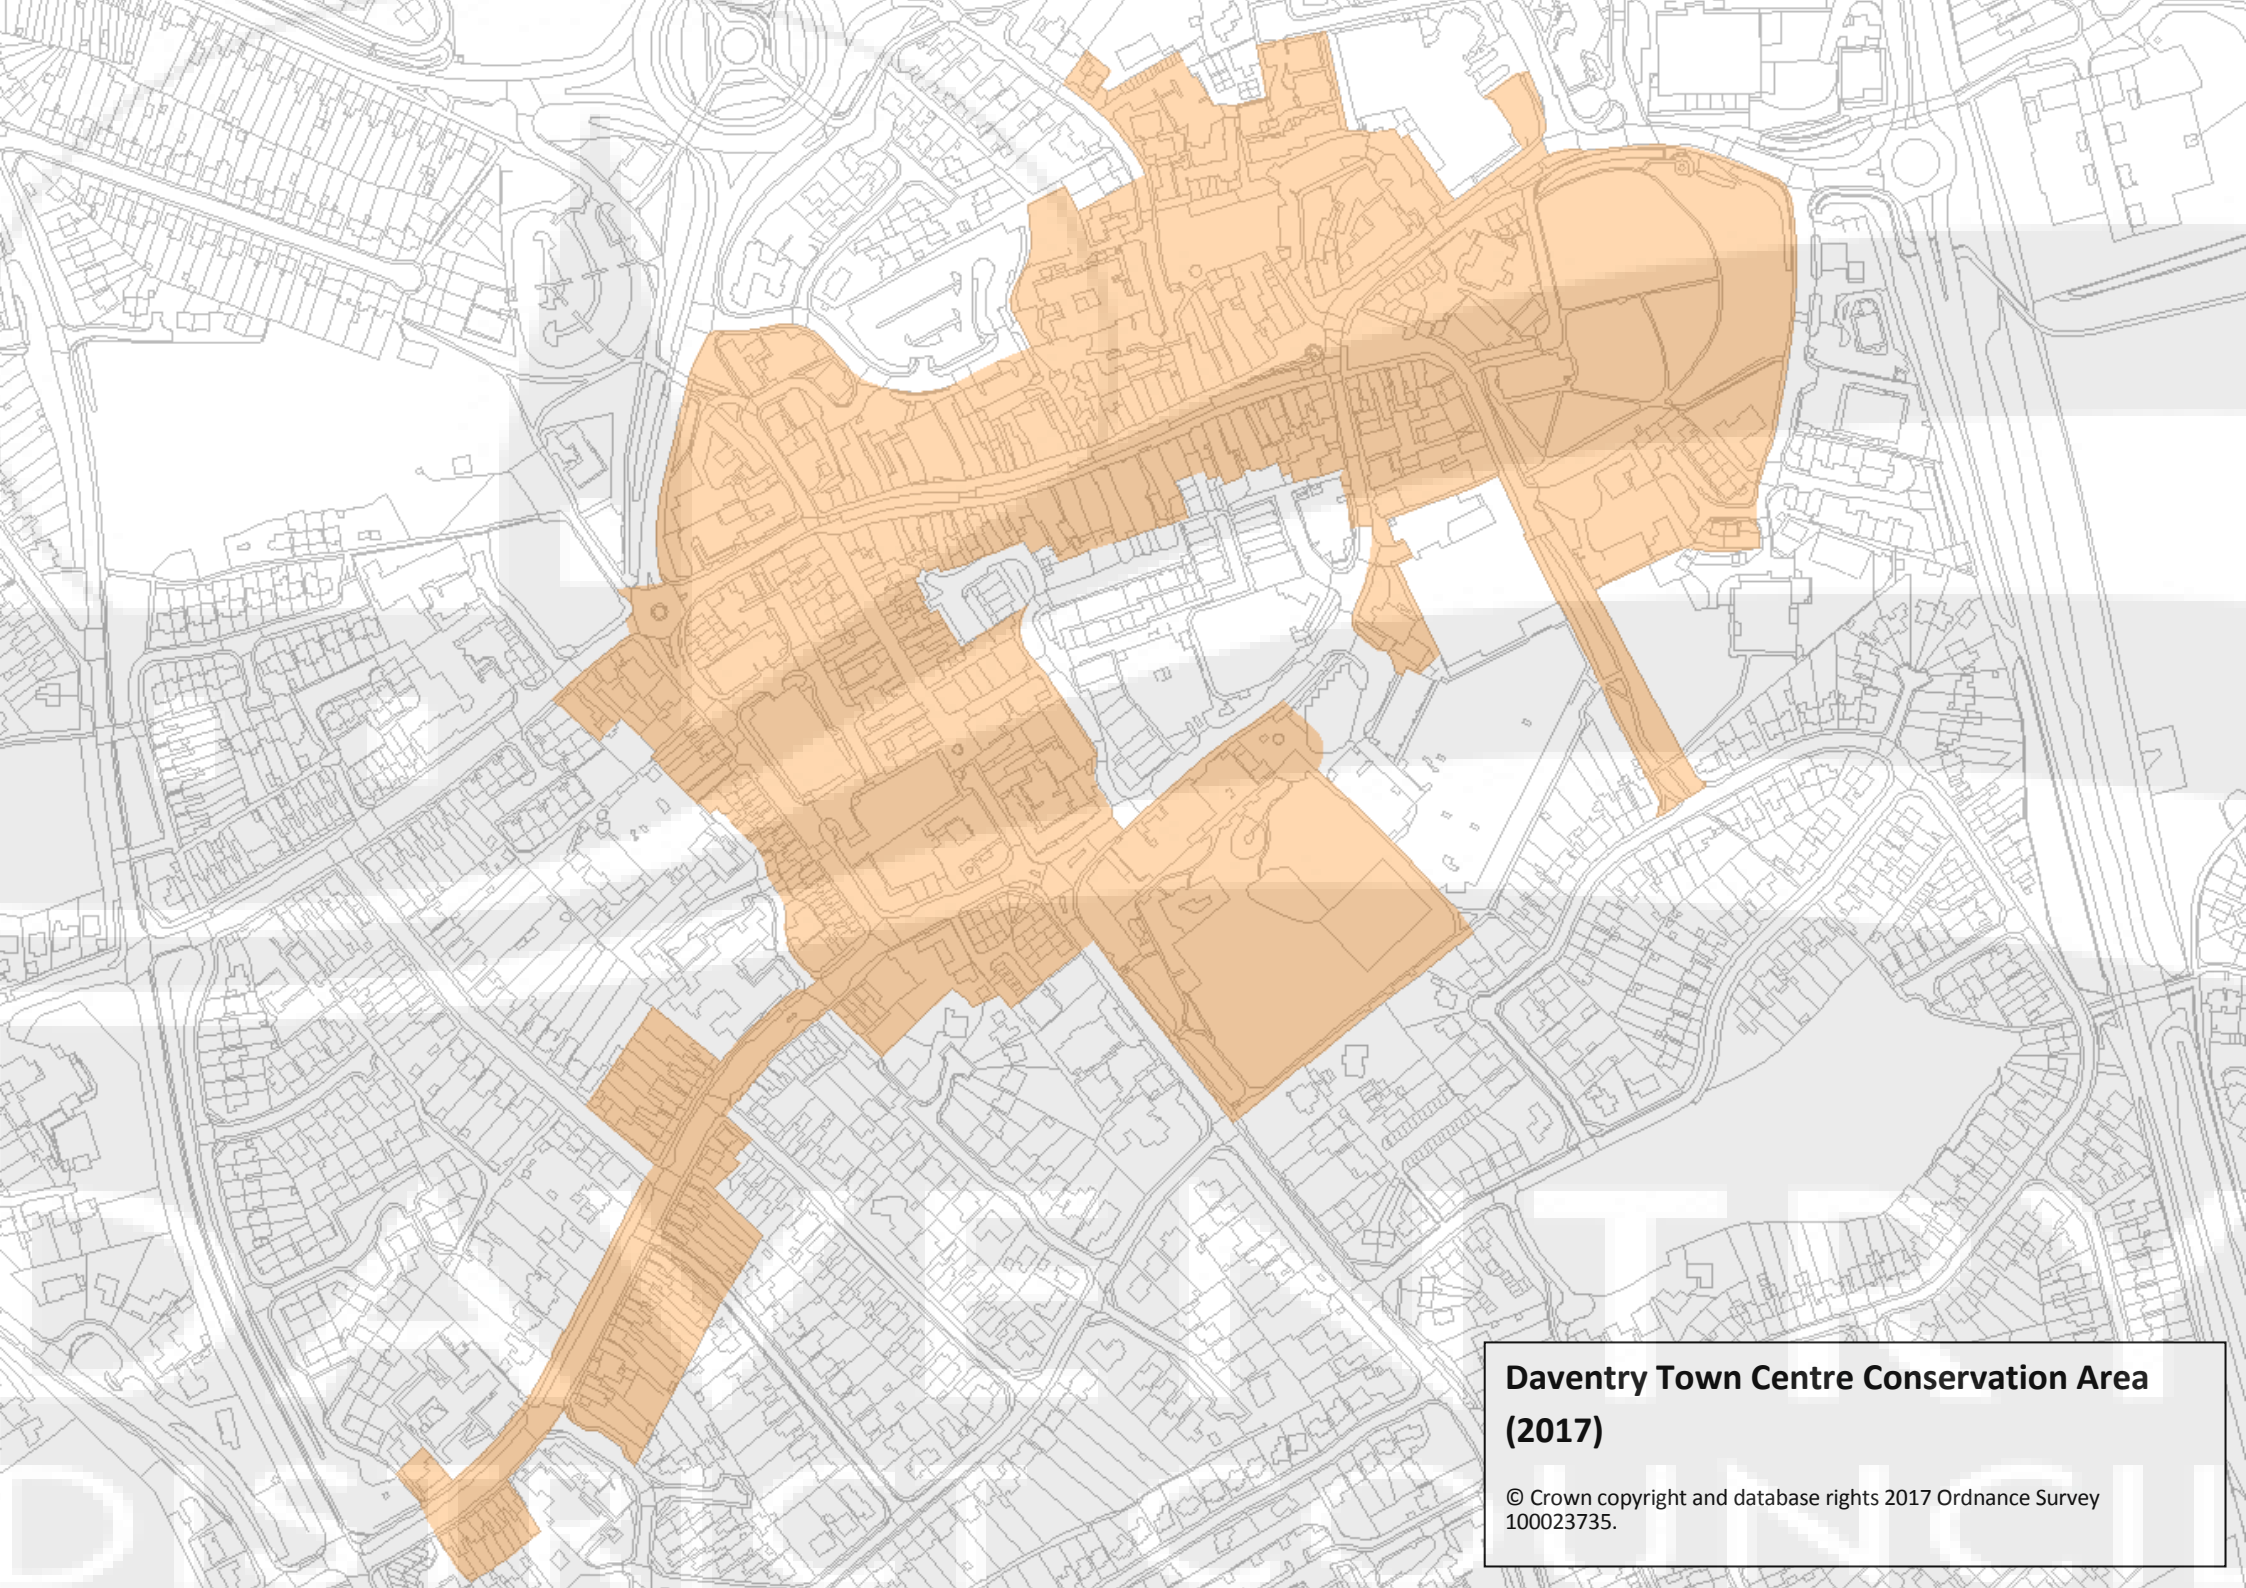 Daventry Town Centre Conservation Area
(2017)
© Crown copyright and database rights 2017 Ordnance Survey
100023735.